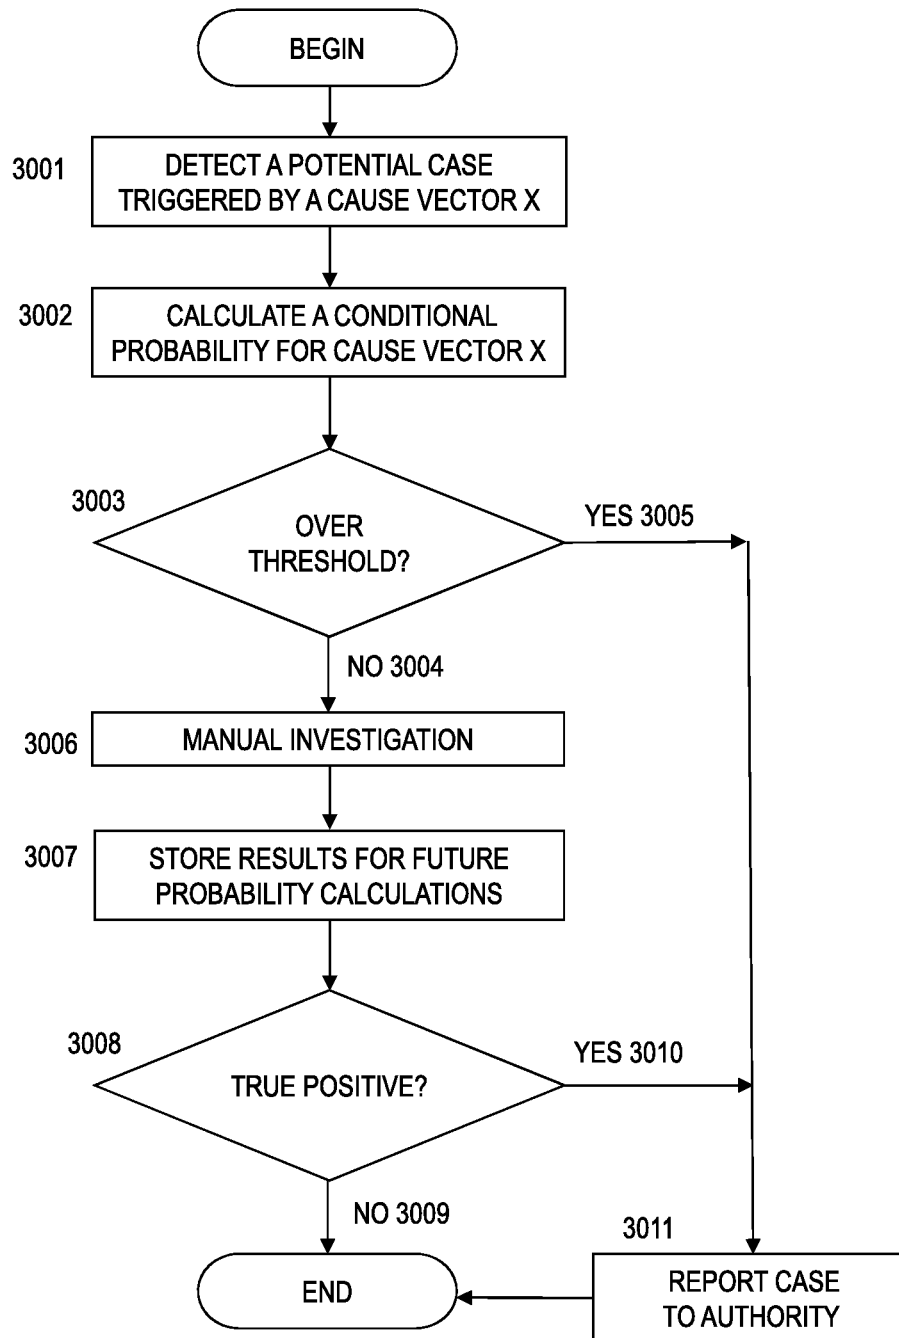 BEGIN
3001
DETECT A POTENTIAL CASE
TRIGGERED BY A CAUSE VECTOR X
3002
CALCULATE A CONDITIONAL
PROBABILITY FOR CAUSE VECTOR X
3003
OVER
THRESHOLD?
YES 3005
NO 3004
3006
MANUAL INVESTIGATION
3007
STORE RESULTS FOR FUTURE
PROBABILITY CALCULATIONS
3008
TRUE POSITIVE?
YES 3010
NO 3009
END
3011
REPORT CASE
TO AUTHORITY